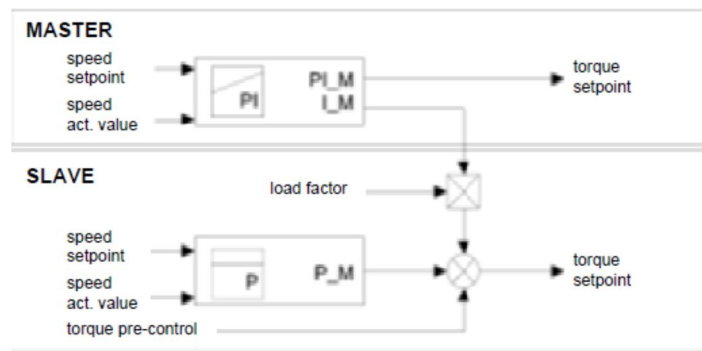 MASTER
speed
setpoint
speed
act. value
PI
PI_M
I_M
torque
setpoint
SLAVE
load factor
speed
setpoint
speed
act. value
P
P_M
torque
setpoint
torque pre-control